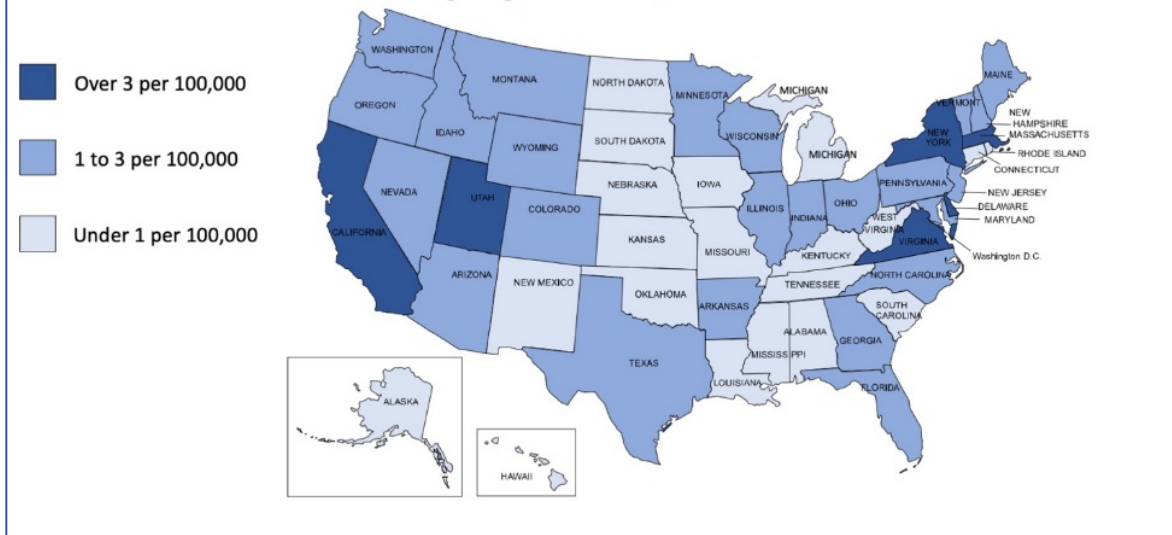 Over 3 per 100,000
1 to 3 per 100,000
Under 1 per 100,000
WASHINGTON
OREGON
CALIFORNIA
NEVADA
IDAHO
MONTANA
WYOMING
UTAH
COLORADO
ARIZONA
NEW MEXICO
NORTH DAKOTA
SOUTH DAKOTA
NEBRASKA
KANSAS
OKLAHOMA
TEXAS
MINNESOTA
IOWA
MISSOURI
ARKANSAS
LOUISIANA
WISCONSIN
ILLINOIS
MICHIGAN
MICHIGAN
INDIANA
OHIO
KENTUCKY
TENNESSEE
MISSISSIPPI
ALABAMA
GEORGIA
FLORIDA
SOUTH
CAROLINA
NORTH CAROLINA
VIRGINIA
WEST
VIRGINIA
PENNSYLVANIA
NEW
YORK
VERMONT
MAINE
NEW
HAMPSHIRE
MASSACHUSETTS
RHODE ISLAND
CONNECTICUT
NEW JERSEY
DELAWARE
MARYLAND
Washington D.C.
ALASKA
HAWAII